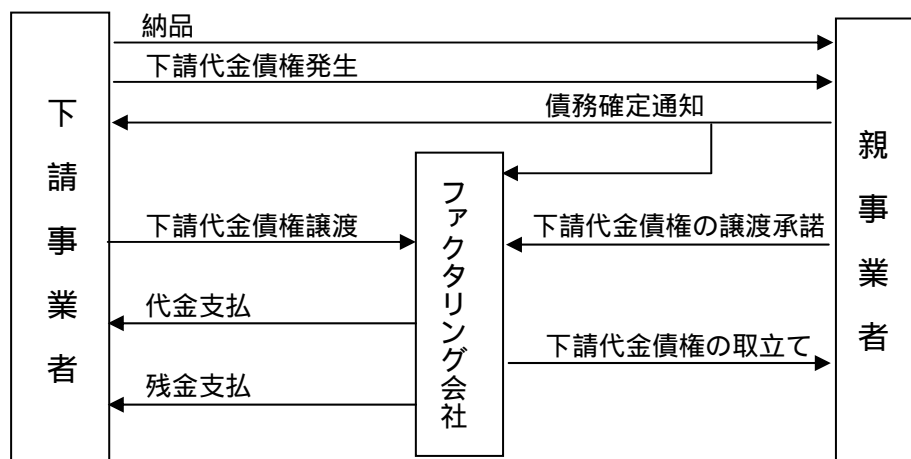 納品
下請代金債権発生
債務確定通知
下請事業者
親事業者
ファクタリング会社
下請代金債権譲渡
下請代金債権の譲渡承諾
代金支払
下請代金債権の取立て
残金支払